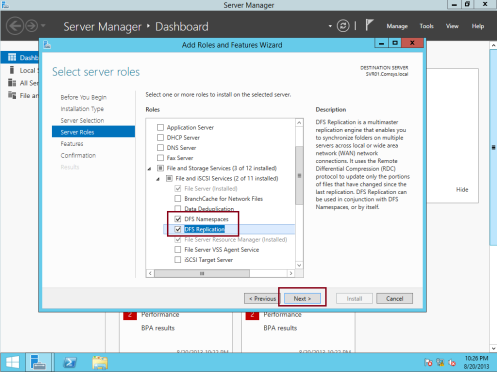 Server Manager
Server Manager • Dashboard
Manage Tools View Help
Dashb
Local S
All Ser
File an
Add Roles and Features Wizard
Select server roles
DESTINATION SERVER
SVR01.Comsys.local
Before You Begin
Installation Type
Server Selection
Server Roles
Features
Confirmation
Results
Select one or more roles to install on the selected server.
Roles
Application Server
DHCP Server
DNS Server
Fax Server
File and Storage Services (3 of 12 installed)
File and iSCSI Services (2 of 11 installed)
File Server (Installed)
BranchCache for Network Files
Data Deduplication
DFS Namespaces
DFS Replication
File Server Resource Manager (Installed)
File Server VSS Agent Service
iSCSI Target Server
Description
DFS Replication is a multimaster
replication engine that enables you
to synchronize folders on multiple
servers across local or wide area
network (WAN) network
connections. It uses the Remote
Differential Compression (RDC)
protocol to update only the portions
of files that have changed since the
last replication. DFS Replication can
be used in conjunction with DFS
Namespaces, or by itself.
Hide
< Previous Next > Install Cancel
2 Performance
BPA results
8/20/2013 10:22 PM
2 Performance
BPA results
8/20/2013 10:22 PM
10:26 PM
8/20/2013